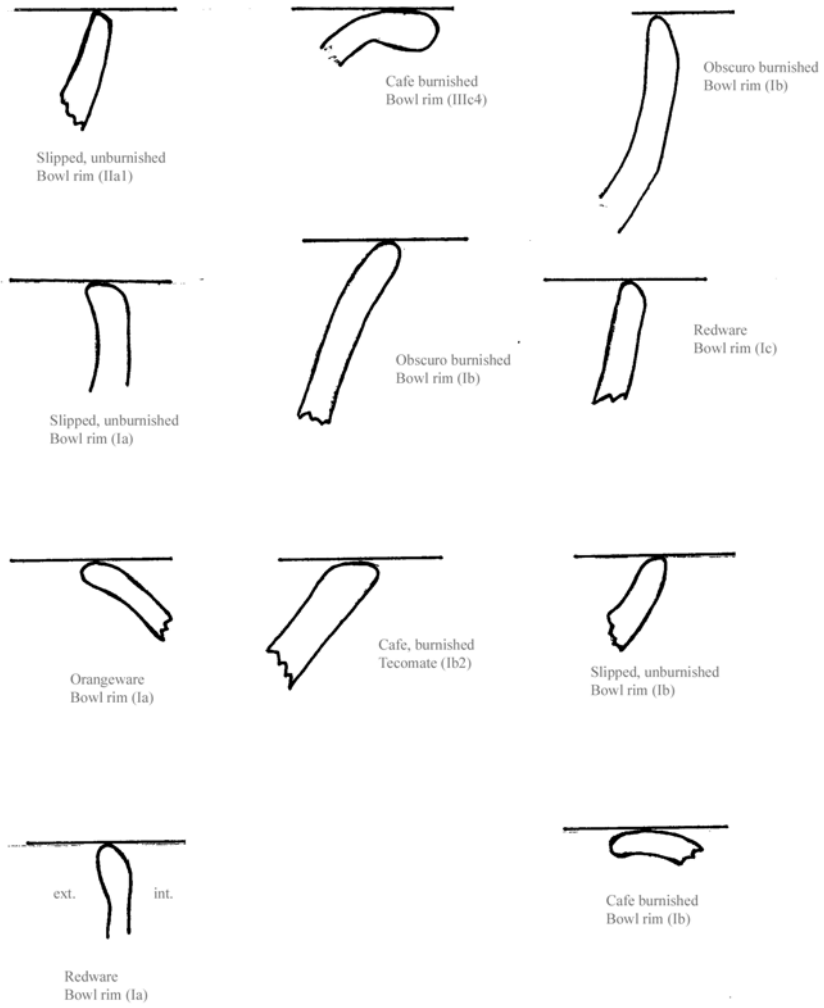 Slipped, unburnished
Bowl rim (IIa1)
Cafe burnished
Bowl rim (IIIc4)
Obscuro burnished
Bowl rim (Ib)
Slipped, unburnished
Bowl rim (Ia)
Obscuro burnished
Bowl rim (Ib)
Redware
Bowl rim (Ic)
Orangeware
Bowl rim (Ia)
Cafe, burnished
Tecomate (Ib2)
Slipped, unburnished
Bowl rim (Ib)
ext.
int.
Redware
Bowl rim (Ia)
Cafe burnished
Bowl rim (Ib)